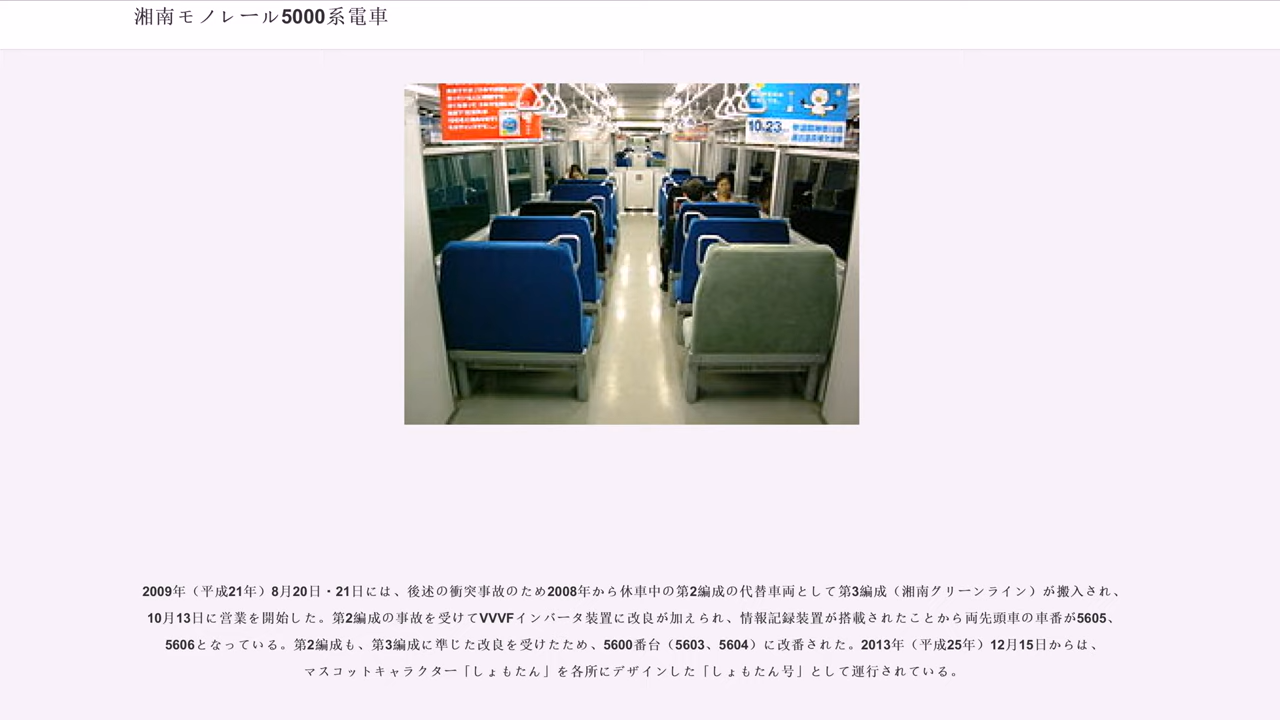 湘南モノレール5000系電車
10.23
2009年（平成21年）8月20日・21日には、後述の衝突事故のため2008年から休車中の第2編成の代替車両として第3編成（湘南グリーンライン）が搬入され、
10月13日に営業を開始した。第2編成の事故を受けてVVVFインバータ装置に改良が加えられ、情報記録装置が搭載されたことから両先頭車の車番が5605、
5606となっている。第2編成も、第3編成に準じた改良を受けたため、5600番台（5603、5604）に改番された。2013年（平成25年）12月15日からは、
マスコットキャラクター「しょもたん」を各所にデザインした「しょもたん号」として運行されている。